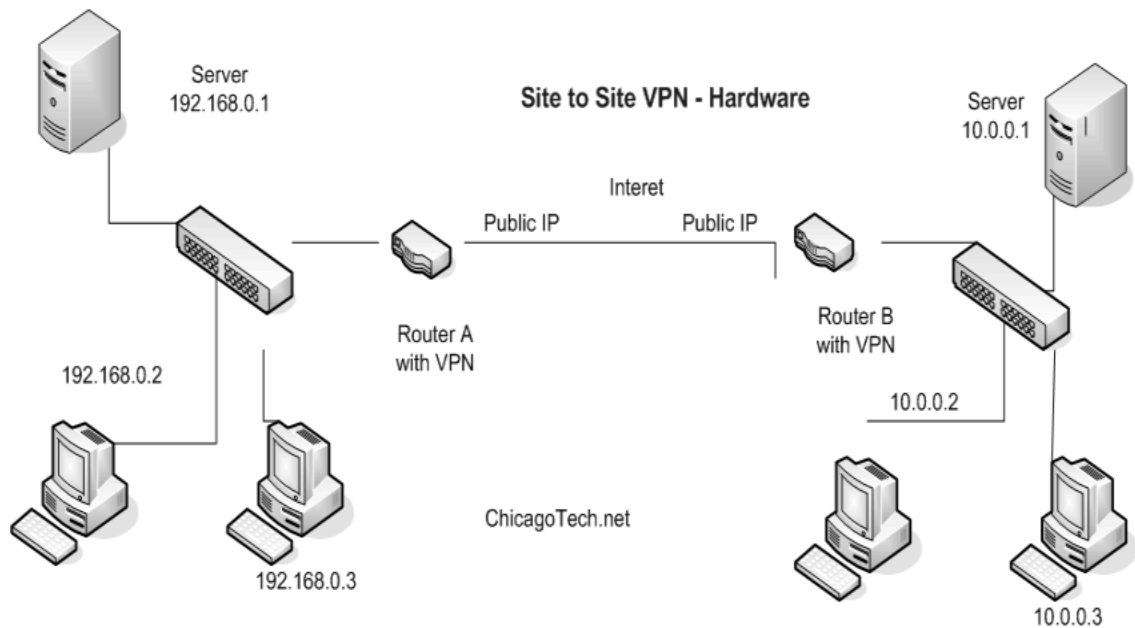 Server
192.168.0.1
Site to Site VPN - Hardware
Server
10.0.0.1
Interet
Public IP
Public IP
Router A
with VPN
Router B
with VPN
192.168.0.2
10.0.0.2
ChicagoTech.net
192.168.0.3
10.0.0.3